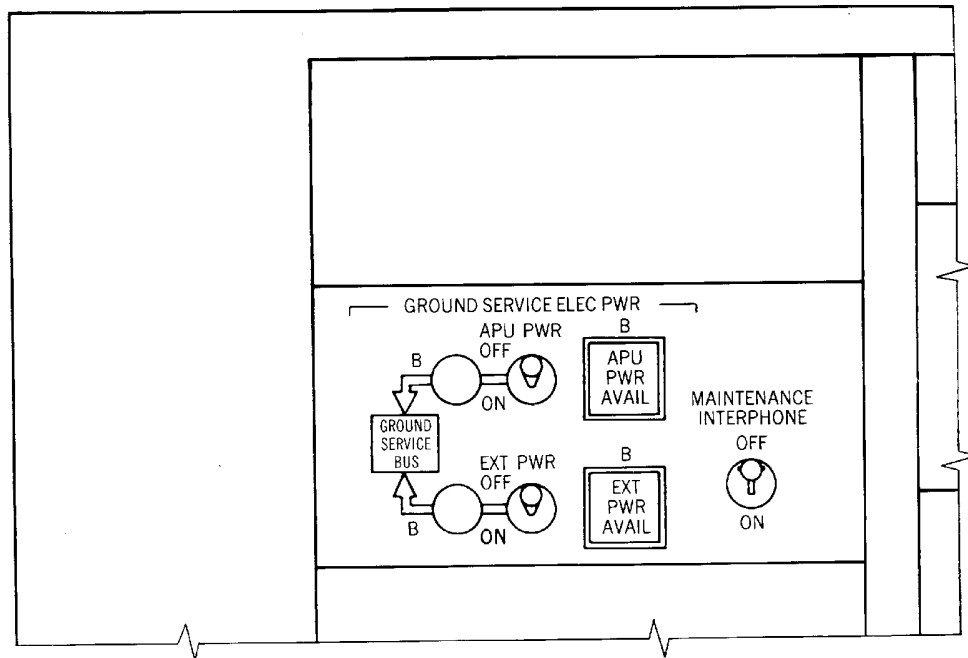 GROUND SERVICE ELEC PWR
APU PWR
OFF
B
ON
B
APU
PWR
AVAIL
GROUND
SERVICE
BUS
EXT PWR
OFF
B
ON
B
EXT
PWR
AVAIL
MAINTENANCE
INTERPHONE
OFF
ON